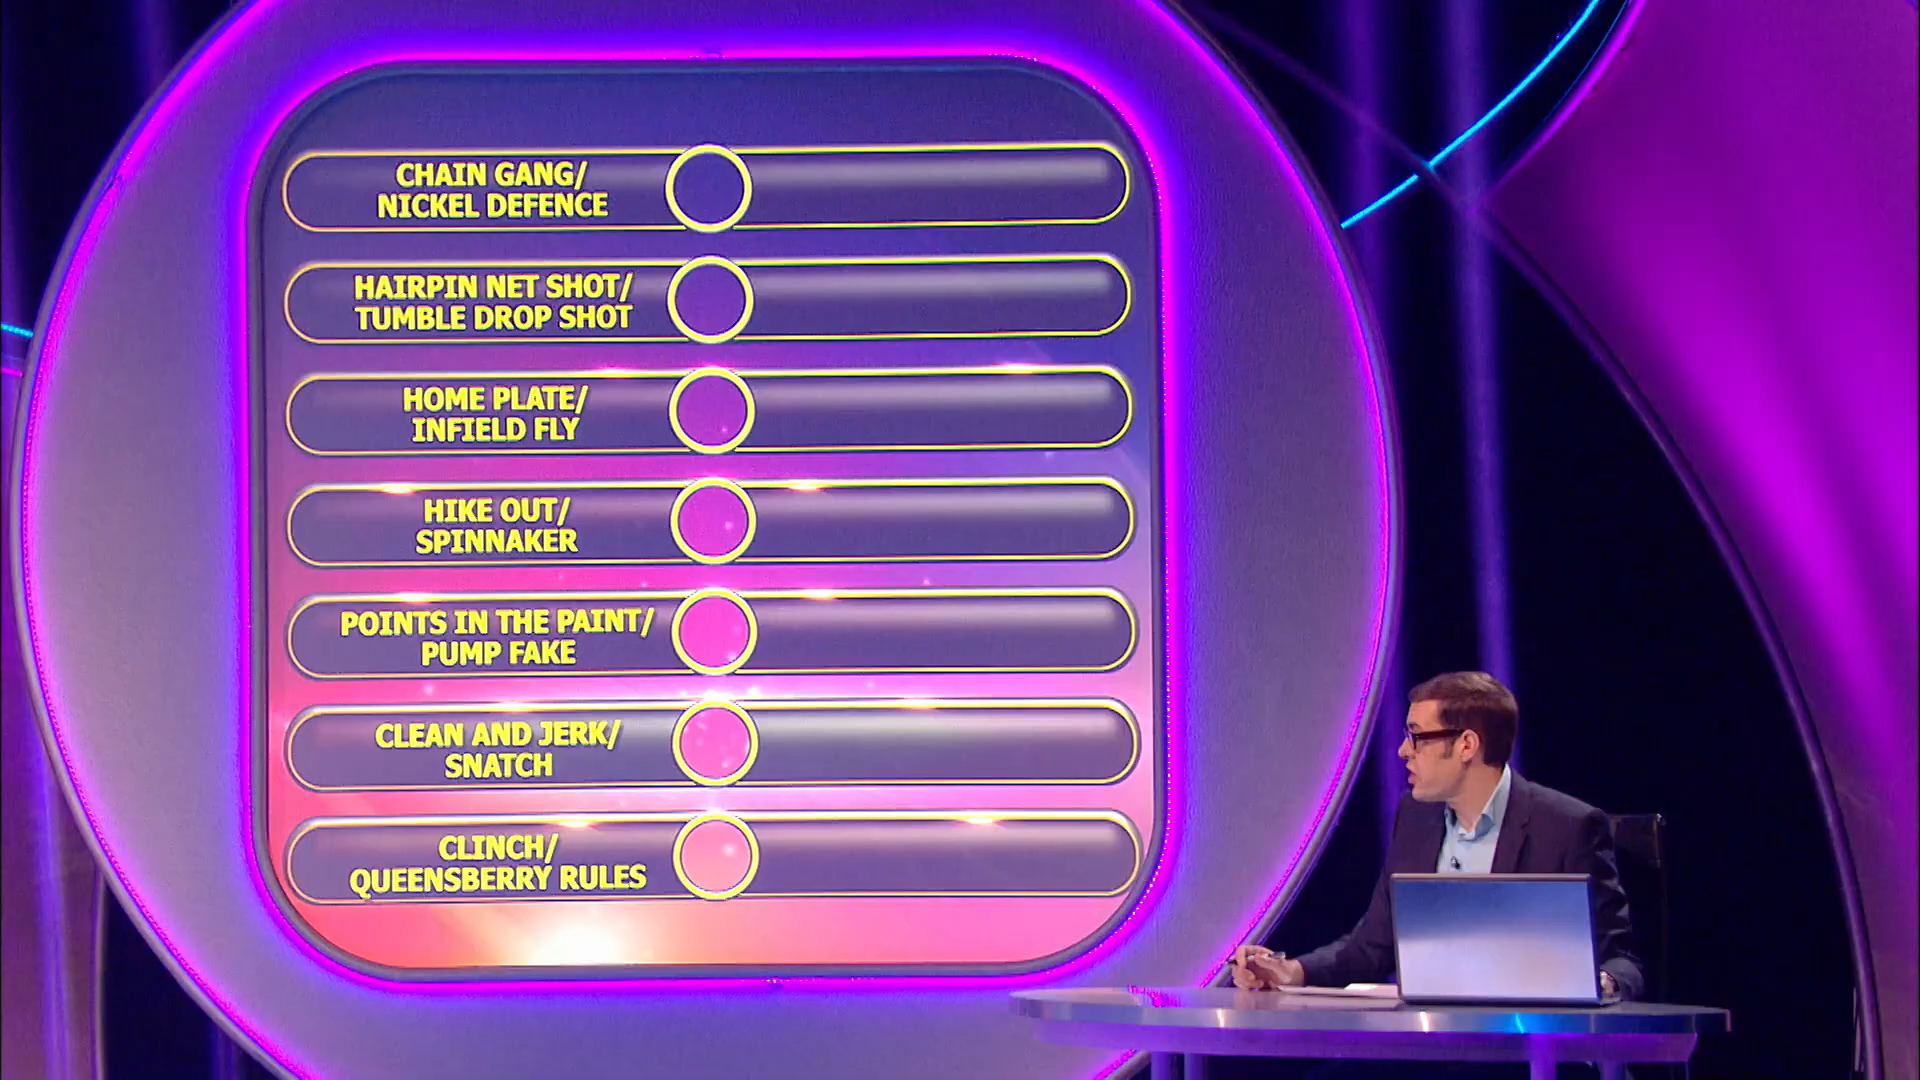 CHAIN GANG/
NICKEL DEFENCE
HAIRPIN NET SHOT/
TUMBLE DROP SHOT
HOME PLATE/
INFIELD FLY
HIKE OUT/
SPINNAKER
POINTS IN THE PAINT/
PUMP FAKE
CLEAN AND JERK/
SNATCH
CLINCH/
QUEENSBERRY RULES